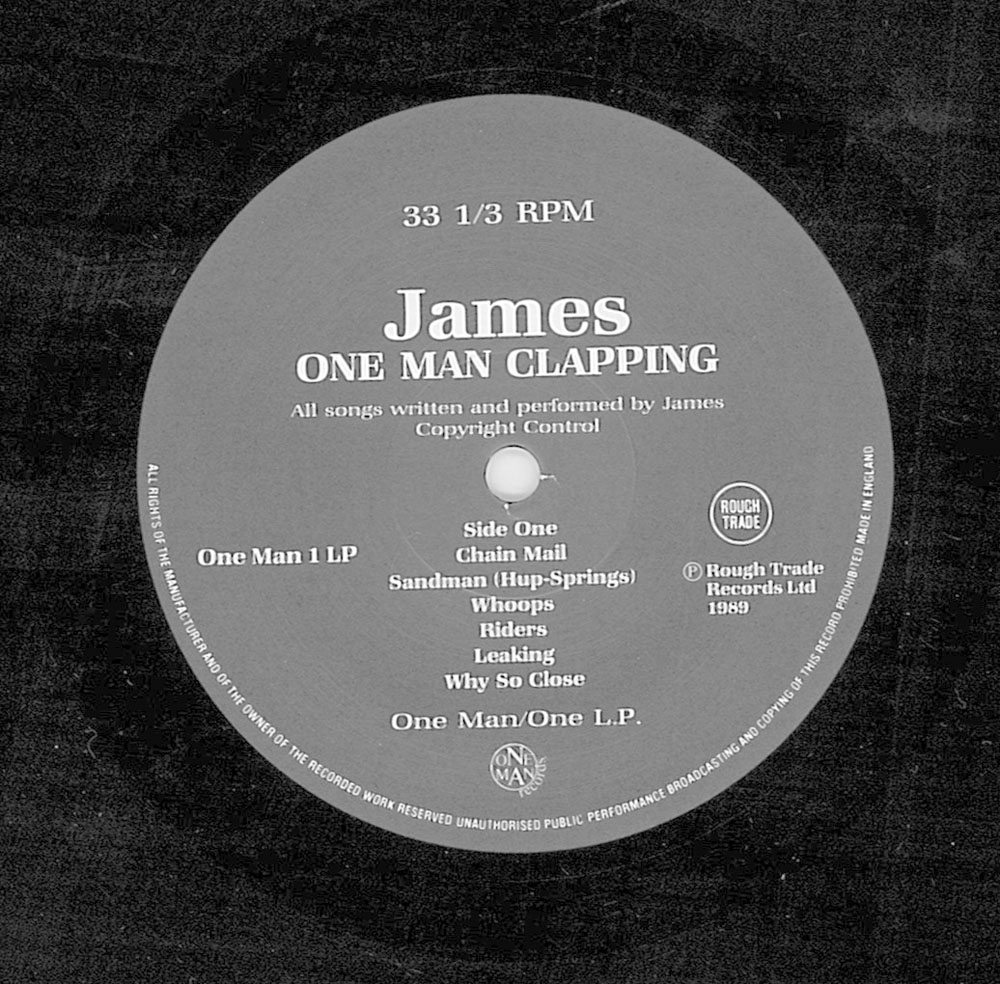 33 1/3 RPM
James
ONE MAN CLAPPING
All songs written and performed by James
Copyright Control
Side One
Chain Mail
Sandman (Hup-Springs)
Whoops
Riders
Leaking
Why So Close
One Man 1 LP
ROUGH
TRADE
Ⓟ Rough Trade
Records Ltd
1989
One Man/One L.P.
ONE
MAN
records
ALL RIGHTS OF THE MANUFACTURER AND OF THE OWNER OF THE RECORDED WORK RESERVED UNAUTHORISED PUBLIC PERFORMANCE BROADCASTING AND COPYING OF THIS RECORD PROHIBITED MADE IN ENGLAND